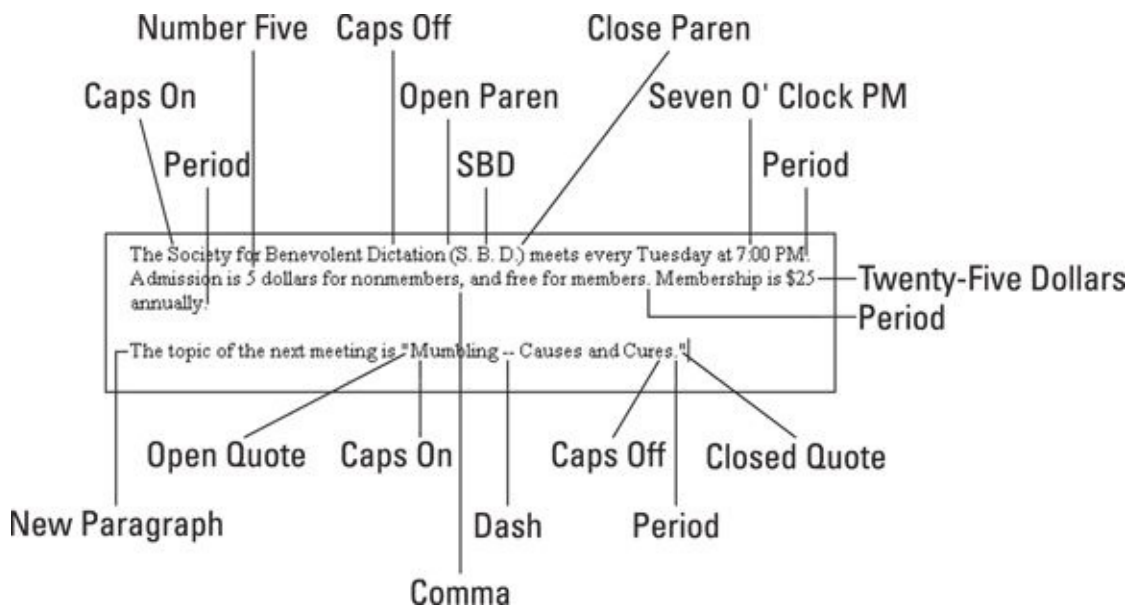 Number Five Caps Off Close Paren
Caps On Open Paren Seven O' Clock PM
Period SBD Period
The Society for Benevolent Dictation (S. B. D.) meets every Tuesday at 7:00 PM.
Admission is 5 dollars for nonmembers, and free for members. Membership is $25
Twenty-Five Dollars
annually.
Period
The topic of the next meeting is "Mumbling -- Causes and Cures."
Open Quote Caps On Caps Off Closed Quote
New Paragraph Dash Period
Comma